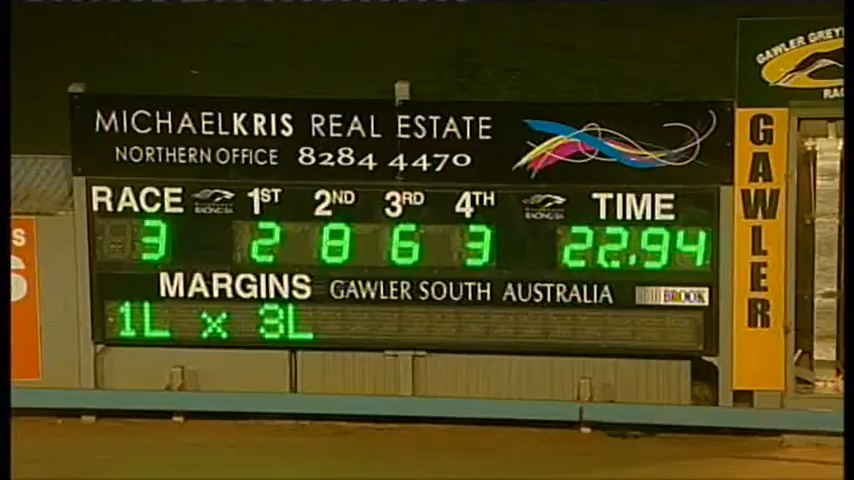 GAWLER GREY
RAC
MICHAELKRIS REAL ESTATE
NORTHERN OFFICE 8284 4470
RACE 1ST 2ND 3RD 4TH TIME
3 2 8 6 3 22.94
MARGINS GAWLER SOUTH AUSTRALIA BROOK
1L x 3L
GAWLER
S